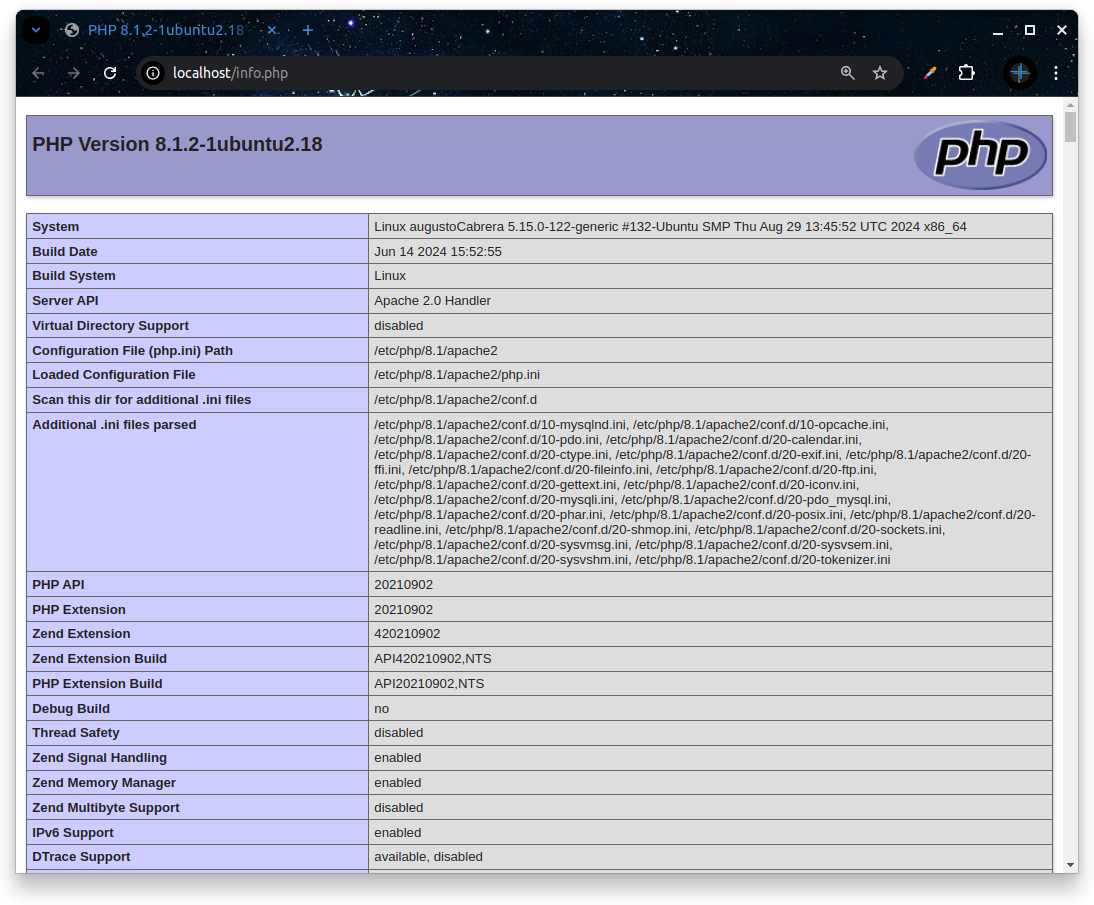 PHP 8.1.2-1ubuntu2.18
localhost/info.php
PHP Version 8.1.2-1ubuntu2.18
php
System Linux augustoCabrera 5.15.0-122-generic #132-Ubuntu SMP Thu Aug 29 13:45:52 UTC 2024 x86_64
Build Date Jun 14 2024 15:52:55
Build System Linux
Server API Apache 2.0 Handler
Virtual Directory Support disabled
Configuration File (php.ini) Path /etc/php/8.1/apache2
Loaded Configuration File /etc/php/8.1/apache2/php.ini
Scan this dir for additional .ini files /etc/php/8.1/apache2/conf.d
Additional .ini files parsed /etc/php/8.1/apache2/conf.d/10-mysqlnd.ini, /etc/php/8.1/apache2/conf.d/10-opcache.ini,
/etc/php/8.1/apache2/conf.d/10-pdo.ini, /etc/php/8.1/apache2/conf.d/20-calendar.ini,
/etc/php/8.1/apache2/conf.d/20-ctype.ini, /etc/php/8.1/apache2/conf.d/20-exif.ini, /etc/php/8.1/apache2/conf.d/20-
ffi.ini, /etc/php/8.1/apache2/conf.d/20-fileinfo.ini, /etc/php/8.1/apache2/conf.d/20-ftp.ini,
/etc/php/8.1/apache2/conf.d/20-gettext.ini, /etc/php/8.1/apache2/conf.d/20-iconv.ini,
/etc/php/8.1/apache2/conf.d/20-mysqli.ini, /etc/php/8.1/apache2/conf.d/20-pdo_mysql.ini,
/etc/php/8.1/apache2/conf.d/20-phar.ini, /etc/php/8.1/apache2/conf.d/20-posix.ini, /etc/php/8.1/apache2/conf.d/20-
readline.ini, /etc/php/8.1/apache2/conf.d/20-shmop.ini, /etc/php/8.1/apache2/conf.d/20-sockets.ini,
/etc/php/8.1/apache2/conf.d/20-sysvmsg.ini, /etc/php/8.1/apache2/conf.d/20-sysvsem.ini,
/etc/php/8.1/apache2/conf.d/20-sysvshm.ini, /etc/php/8.1/apache2/conf.d/20-tokenizer.ini
PHP API 20210902
PHP Extension 20210902
Zend Extension 420210902
Zend Extension Build API420210902,NTS
PHP Extension Build API20210902,NTS
Debug Build no
Thread Safety disabled
Zend Signal Handling enabled
Zend Memory Manager enabled
Zend Multibyte Support disabled
IPv6 Support enabled
DTrace Support available, disabled